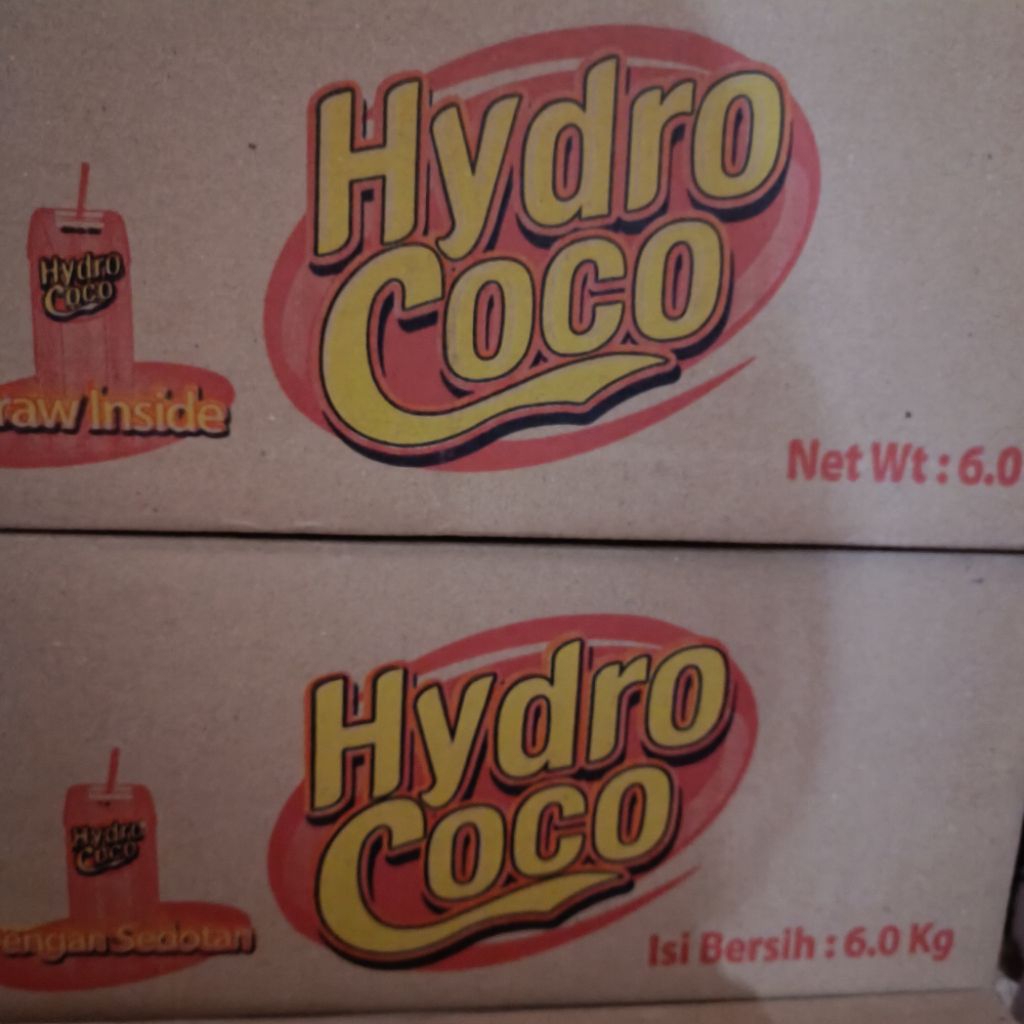 Hydro
Coco
Hydro
Coco
raw Inside
Net Wt : 6.0
Hydro
Coco
Hydro
Coco
engan Sedotan
Isi Bersih : 6.0 Kg